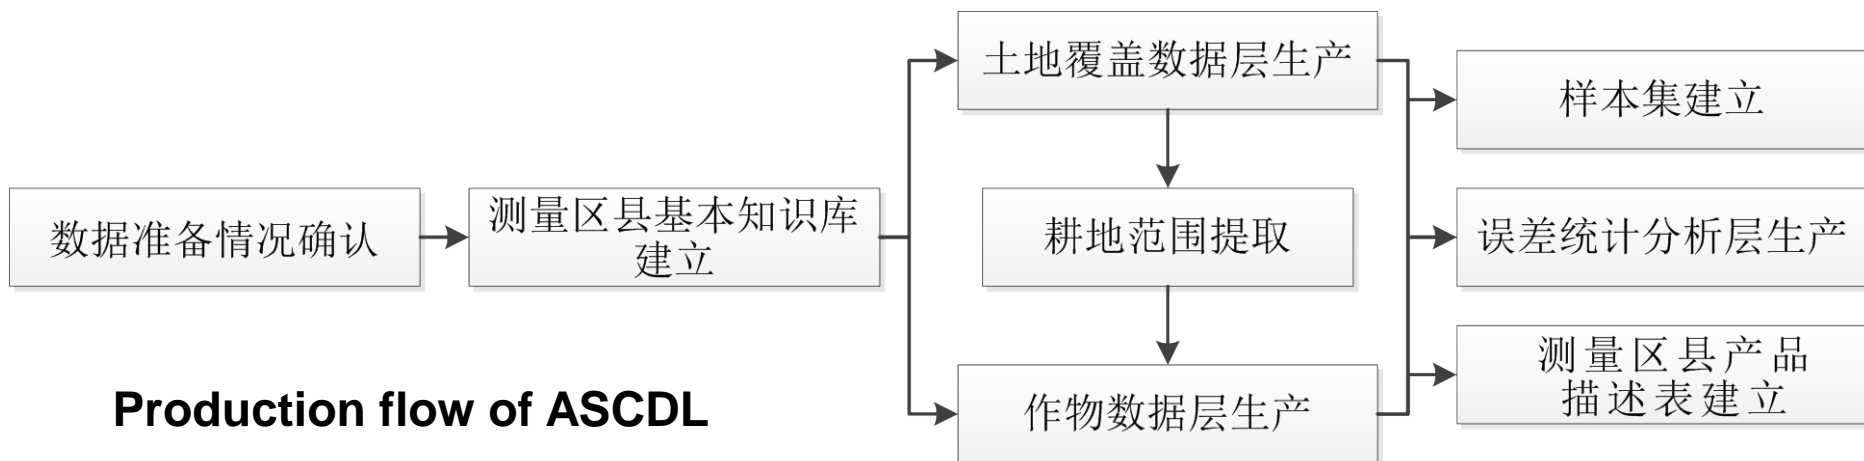 数据准备情况确认
测量区县基本知识库
建立
土地覆盖数据层生产
耕地范围提取
作物数据层生产
样本集建立
误差统计分析层生产
测量区县产品
描述表建立
Production flow of ASCDL